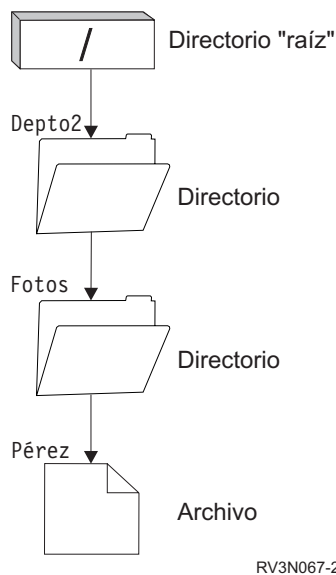 / Directorio "raíz"
Depto2
Directorio
Fotos
Directorio
Pérez
Archivo
RV3N067-2